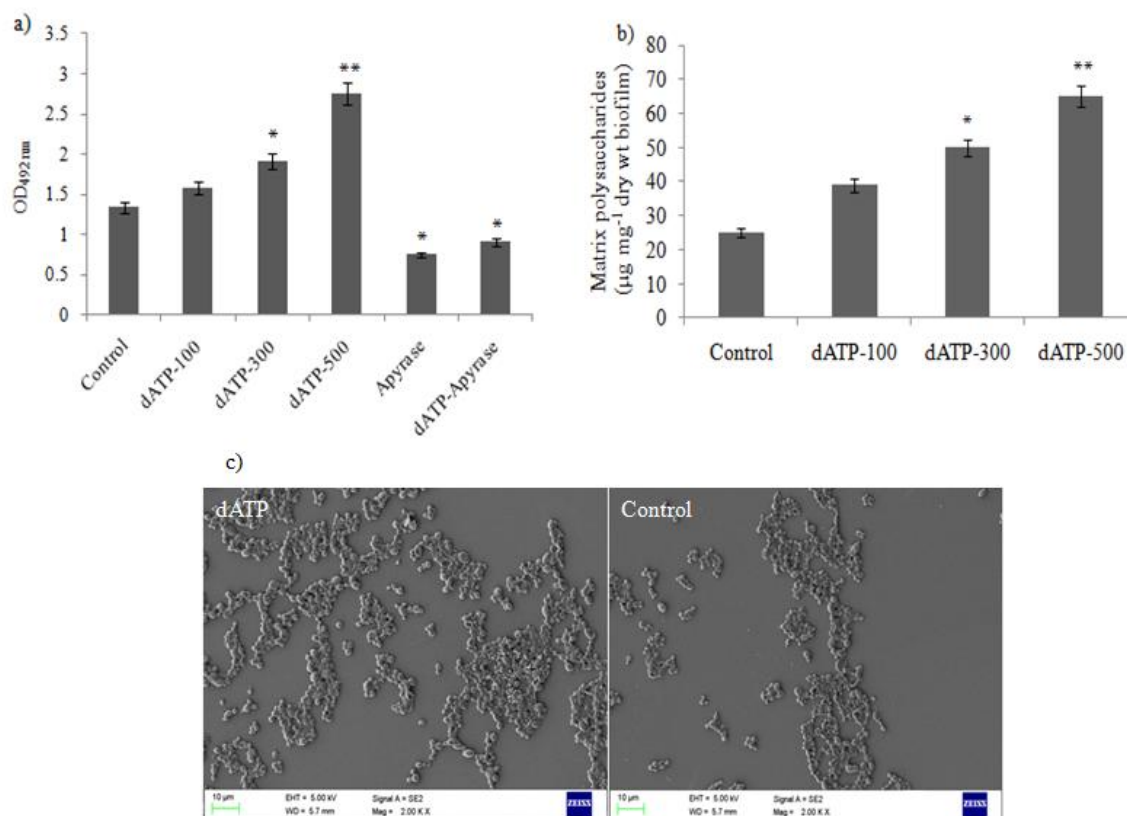 a)
OD492 nm
3.5
3
2.5
2
1.5
1
0.5
0
*
**
*
*
Control
dATP-100
dATP-300
dATP-500
Apyrase
dATP-Apyrase
b)
Matrix polysaccharides
(µg mg-1 dry wt biofilm)
80
70
60
50
40
30
20
10
0
*
**
Control
dATP-100
dATP-300
dATP-500
c)
dATP
10 µm
EHT = 5.00 kV
WD = 5.7 mm
Signal A = SE2
Mag = 2.00 K X
ZEISS
Control
10 µm
EHT = 5.00 kV
WD = 5.7 mm
Signal A = SE2
Mag = 2.00 K X
ZEISS